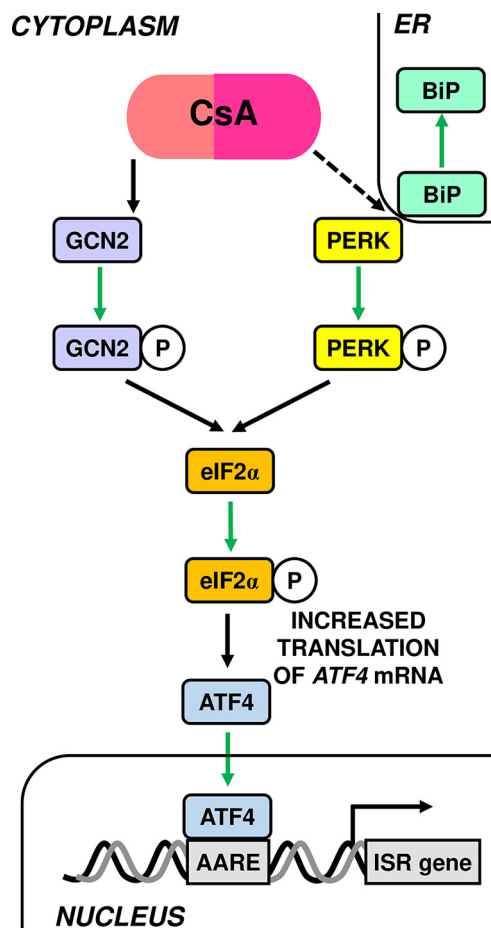 CYTOPLASM
ER
CsA
BiP
BiP
GCN2
PERK
GCN2 P
PERK P
eIF2α
eIF2α P
INCREASED
TRANSLATION
OF ATF4 mRNA
ATF4
ATF4
AARE
ISR gene
NUCLEUS